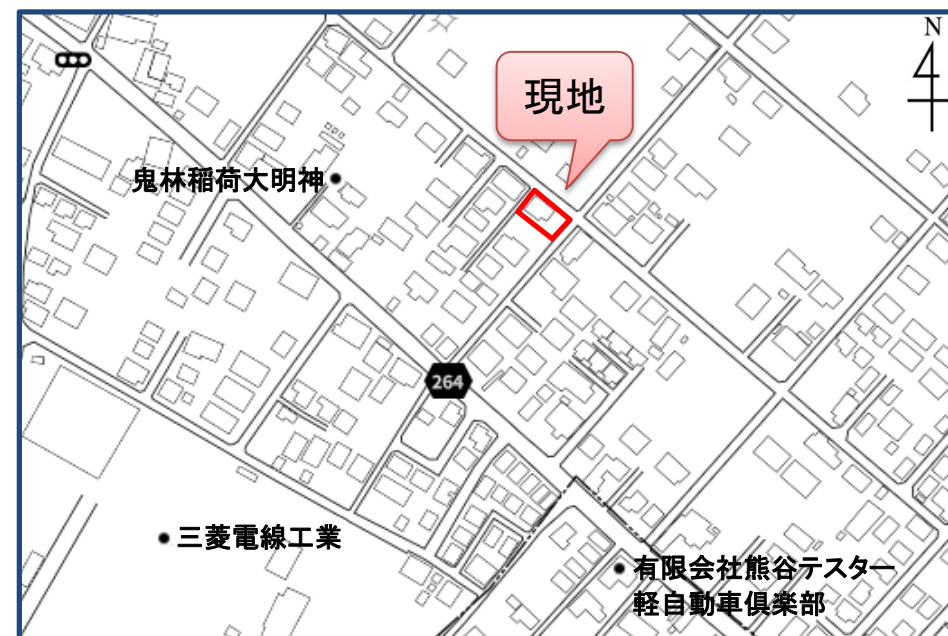 N
現地
鬼林稲荷大明神
264
三菱電線工業
有限会社熊谷テスター
軽自動車倶楽部